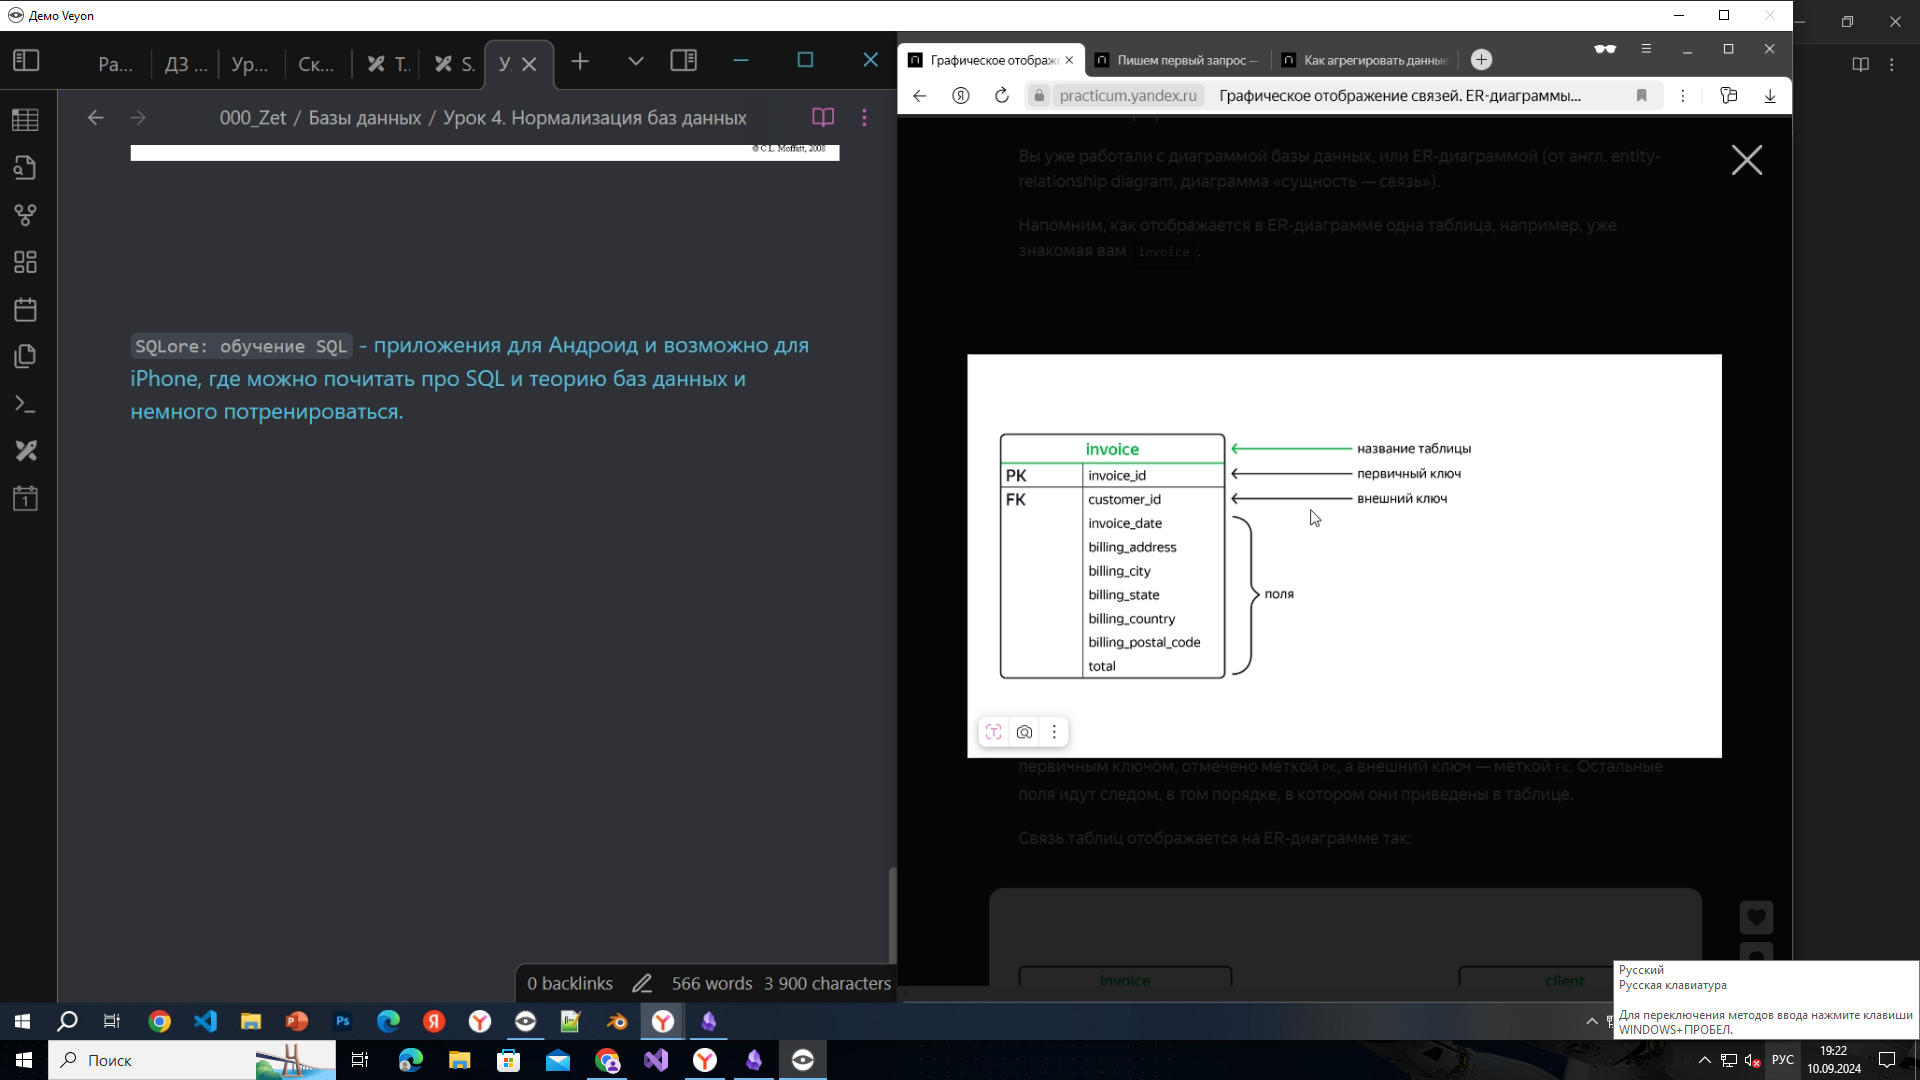 Демо Veyon
Ра...
ДЗ ...
Ур...
Ск...
Т.
S.
У
000_Zet / Базы данных / Урок 4. Нормализация баз данных
© C.L. Moffatt, 2008
SQLore: обучение SQL - приложения для Андроид и возможно для
iPhone, где можно почитать про SQL и теорию баз данных и
немного потренироваться.
0 backlinks
566 words
3 900 characters
Графическое отображе
Пишем первый запрос —
Как агрегировать данные
practicum.yandex.ru
Графическое отображение связей. ER-диаграммы...
Вы уже работали с диаграммой базы данных, или ER-диаграммой (от англ. entity-
relationship diagram, диаграмма «сущность — связь»).
Напомним, как отображается в ER-диаграмме одна таблица, например, уже
знакомая вам invoice.
invoice
PK invoice_id
FK customer_id
invoice_date
billing_address
billing_city
billing_state
billing_country
billing_postal_code
total
название таблицы
первичный ключ
внешний ключ
поля
первичным ключом, отмечено меткой PK, а внешний ключ — меткой FK. Остальные
поля идут следом, в том порядке, в котором они приведены в таблице.
Связь таблиц отображается на ER-диаграмме так:
invoice
client
Русский
Русская клавиатура
Для переключения методов ввода нажмите клавиши
WINDOWS+ПРОБЕЛ.
Поиск
РУС
19:22
10.09.2024